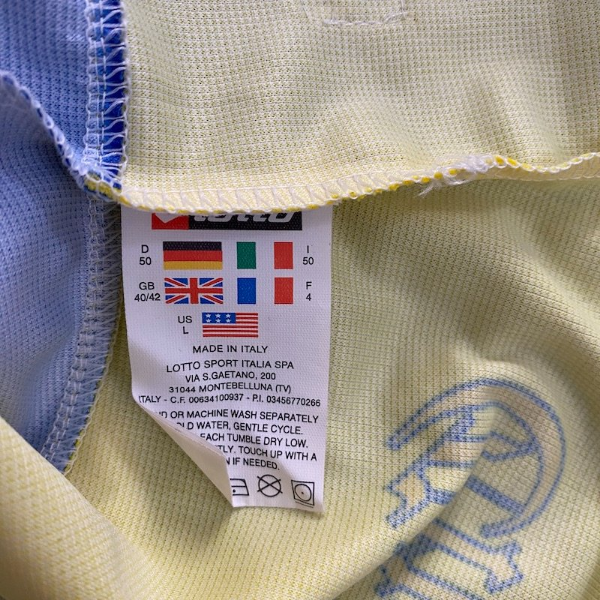 lotto
D 50 I 50
GB 40/42 F 4
US L
MADE IN ITALY
LOTTO SPORT ITALIA SPA
VIA S.GAETANO, 200
31044 MONTEBELLUNA (TV)
ITALY - C.F. 00634100937 - P.I. 03456770266
OR MACHINE WASH SEPARATELY
WATER, GENTLE CYCLE.
EACH TUMBLE DRY LOW.
TOUCH UP WITH A
IF NEEDED.